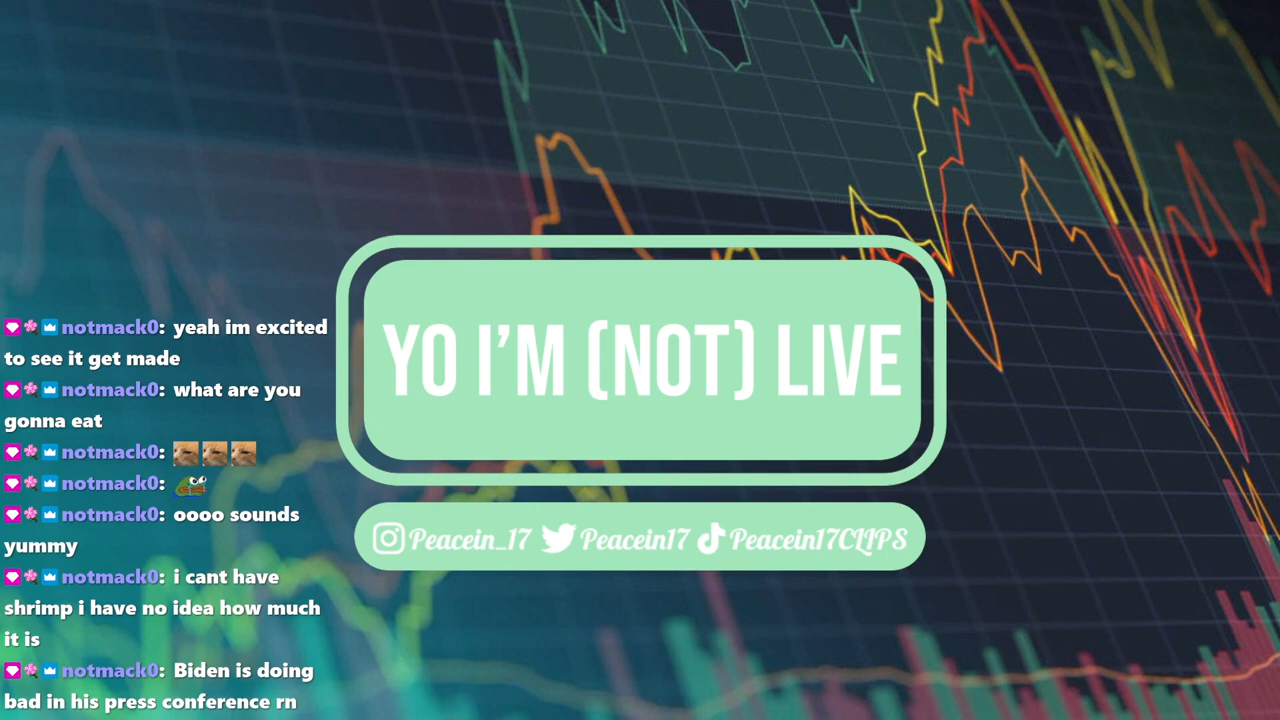 notmack0: yeah im excited
to see it get made
notmack0: what are you
gonna eat
notmack0:
notmack0:
notmack0: oooo sounds
yummy
notmack0: i cant have
shrimp i have no idea how much
it is
notmack0: Biden is doing
bad in his press conference rn
YO I’M (NOT) LIVE
Peacein_17 Peacein17 Peacein17CLIPS